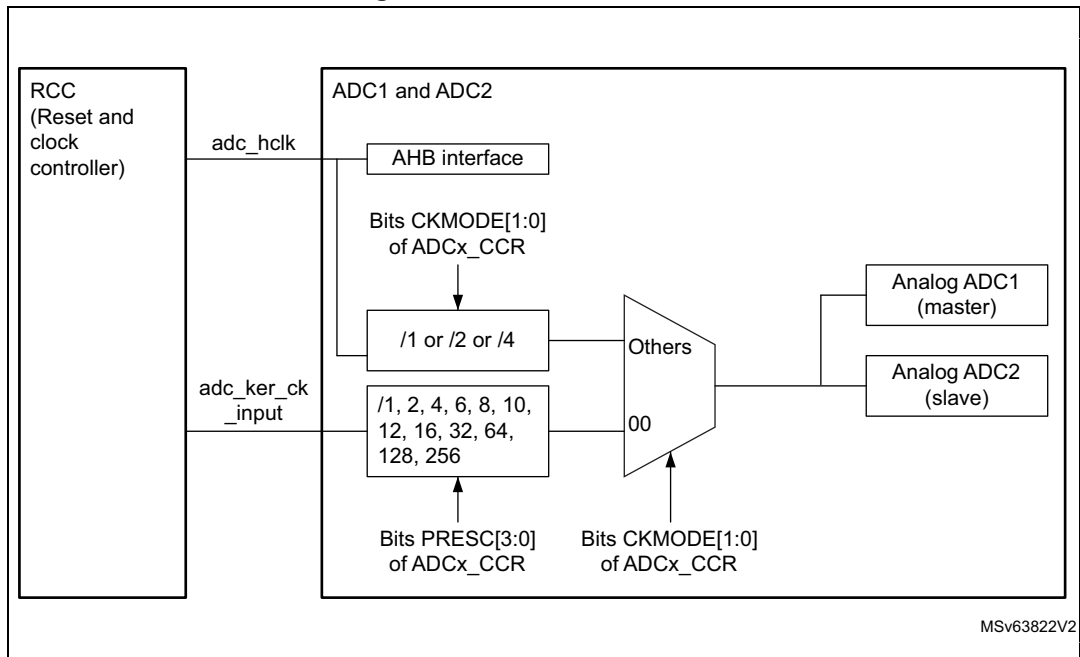 RCC
(Reset and
clock
controller)
adc_hclk
adc_ker_ck
_input
ADC1 and ADC2
AHB interface
Bits CKMODE[1:0]
of ADCx_CCR
/1 or /2 or /4
/1, 2, 4, 6, 8, 10,
12, 16, 32, 64,
128, 256
Bits PRESC[3:0]
of ADCx_CCR
Others
00
Bits CKMODE[1:0]
of ADCx_CCR
Analog ADC1
(master)
Analog ADC2
(slave)
MSv63822V2